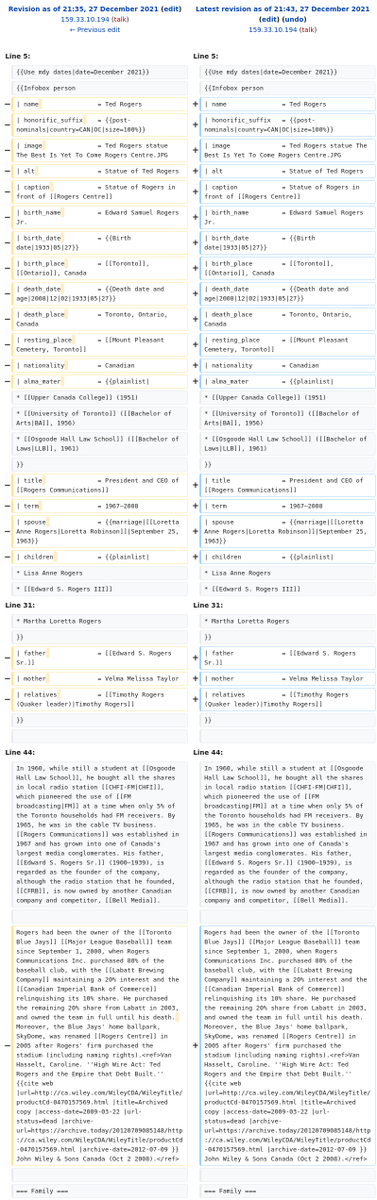 Revision as of 21:35, 27 December 2021 (edit)
159.33.10.194 (talk)
← Previous edit
Latest revision as of 21:43, 27 December 2021
(edit) (undo)
159.33.10.194 (talk)
Line 5:
{{Use mdy dates|date=December 2021}}
{{Infobox person
− | name = Ted Rogers
− | honorific_suffix = {{post-
nominals|country=CAN|OC|size=100%}}
− | image = Ted Rogers statue
The Best Is Yet To Come Rogers Centre.JPG
− | alt = Statue of Ted Rogers
− | caption = Statue of Rogers in
front of [[Rogers Centre]]
− | birth_name = Edward Samuel Rogers
Jr.
− | birth_date = {{Birth
date|1933|05|27}}
− | birth_place = [[Toronto]],
[[Ontario]], Canada
− | death_date = {{Death date and
age|2008|12|02|1933|05|27}}
− | death_place = Toronto, Ontario,
Canada
− | resting_place = [[Mount Pleasant
Cemetery, Toronto]]
− | nationality = Canadian
− | alma_mater = {{plainlist|
* [[Upper Canada College]] (1951)
* [[University of Toronto]] ([[Bachelor of
Arts|BA]], 1956)
* [[Osgoode Hall Law School]] ([[Bachelor of
Laws|LLB]], 1961)
}}
− | title = President and CEO of
[[Rogers Communications]]
− | term = 1967–2008
− | spouse = {{marriage|[[Loretta
Anne Rogers|Loretta Robinson]]|September 25,
1963}}
− | children = {{plainlist|
* Lisa Anne Rogers
* [[Edward S. Rogers III]]
Line 31:
* Martha Loretta Rogers
}}
− | father = [[Edward S. Rogers
Sr.]]
− | mother = Velma Melissa Taylor
− | relatives = [[Timothy Rogers
(Quaker leader)|Timothy Rogers]]
}}
Line 44:
In 1960, while still a student at [[Osgoode
Hall Law School]], he bought all the shares
in local radio station [[CHFI-FM|CHFI]],
which pioneered the use of [[FM
broadcasting|FM]] at a time when only 5% of
the Toronto households had FM receivers. By
1965, he was in the cable TV business.
[[Rogers Communications]] was established in
1967 and has grown into one of Canada's
largest media conglomerates. His father,
[[Edward S. Rogers Sr.]] (1900–1939), is
regarded as the founder of the company,
although the radio station that he founded,
[[CFRB]], is now owned by another Canadian
company and competitor, [[Bell Media]].
− Rogers had been the owner of the [[Toronto
Blue Jays]] [[Major League Baseball]] team
since September 1, 2000, when Rogers
Communications Inc. purchased 80% of the
baseball club, with the [[Labatt Brewing
Company]] maintaining a 20% interest and the
[[Canadian Imperial Bank of Commerce]]
relinquishing its 10% share. He purchased
the remaining 20% share from Labatt in 2003,
and owned the team in full until his death.
Moreover, the Blue Jays' home ballpark,
SkyDome, was renamed [[Rogers Centre]] in
2005 after Rogers' firm purchased the
stadium (including naming rights).<ref>Van
Hasselt, Caroline. ''High Wire Act: Ted
Rogers and the Empire that Debt Built.''
{{cite web
|url=http://ca.wiley.com/WileyCDA/WileyTitle/
productCd-0470157569.html |title=Archived
copy |access-date=2009-03-22 |url-
status=dead |archive-
url=https://archive.today/20120709085148/http
://ca.wiley.com/WileyCDA/WileyTitle/productCd
-0470157569.html |archive-date=2012-07-09 }}
John Wiley & Sons Canada (Oct 2 2008).</ref>
=== Family ===
Line 5:
{{Use mdy dates|date=December 2021}}
{{Infobox person
+ | name = Ted Rogers
+ | honorific_suffix = {{post-
nominals|country=CAN|OC|size=100%}}
+ | image = Ted Rogers statue The
Best Is Yet To Come Rogers Centre.JPG
+ | alt = Statue of Ted Rogers
+ | caption = Statue of Rogers in
front of [[Rogers Centre]]
+ | birth_name = Edward Samuel Rogers
Jr.
+ | birth_date = {{Birth
date|1933|05|27}}
+ | birth_place = [[Toronto]],
[[Ontario]], Canada
+ | death_date = {{Death date and
age|2008|12|02|1933|05|27}}
+ | death_place = Toronto, Ontario,
Canada
+ | resting_place = [[Mount Pleasant
Cemetery, Toronto]]
+ | nationality = Canadian
+ | alma_mater = {{plainlist|
* [[Upper Canada College]] (1951)
* [[University of Toronto]] ([[Bachelor of
Arts|BA]], 1956)
* [[Osgoode Hall Law School]] ([[Bachelor of
Laws|LLB]], 1961)
}}
+ | title = President and CEO of
[[Rogers Communications]]
+ | term = 1967–2008
+ | spouse = {{marriage|[[Loretta
Anne Rogers|Loretta Robinson]]|September 25,
1963}}
+ | children = {{plainlist|
* Lisa Anne Rogers
* [[Edward S. Rogers III]]
Line 31:
* Martha Loretta Rogers
}}
+ | father = [[Edward S. Rogers
Sr.]]
+ | mother = Velma Melissa Taylor
+ | relatives = [[Timothy Rogers
(Quaker leader)|Timothy Rogers]]
}}
Line 44:
In 1960, while still a student at [[Osgoode
Hall Law School]], he bought all the shares
in local radio station [[CHFI-FM|CHFI]],
which pioneered the use of [[FM
broadcasting|FM]] at a time when only 5% of
the Toronto households had FM receivers. By
1965, he was in the cable TV business.
[[Rogers Communications]] was established in
1967 and has grown into one of Canada's
largest media conglomerates. His father,
[[Edward S. Rogers Sr.]] (1900–1939), is
regarded as the founder of the company,
although the radio station that he founded,
[[CFRB]], is now owned by another Canadian
company and competitor, [[Bell Media]].
+ Rogers had been the owner of the [[Toronto
Blue Jays]] [[Major League Baseball]] team
since September 1, 2000, when Rogers
Communications Inc. purchased 80% of the
baseball club, with the [[Labatt Brewing
Company]] maintaining a 20% interest and the
[[Canadian Imperial Bank of Commerce]]
relinquishing its 10% share. He purchased
the remaining 20% share from Labatt in 2003,
and owned the team in full until his death.
Moreover, the Blue Jays' home ballpark,
SkyDome, was renamed [[Rogers Centre]] in
2005 after Rogers' firm purchased the
stadium (including naming rights).<ref>Van
Hasselt, Caroline. ''High Wire Act: Ted
Rogers and the Empire that Debt Built.''
{{cite web
|url=http://ca.wiley.com/WileyCDA/WileyTitle/
productCd-0470157569.html |title=Archived
copy |access-date=2009-03-22 |url-
status=dead |archive-
url=https://archive.today/20120709085148/http
://ca.wiley.com/WileyCDA/WileyTitle/productCd
-0470157569.html |archive-date=2012-07-09 }}
John Wiley & Sons Canada (Oct 2 2008).</ref>
=== Family ===